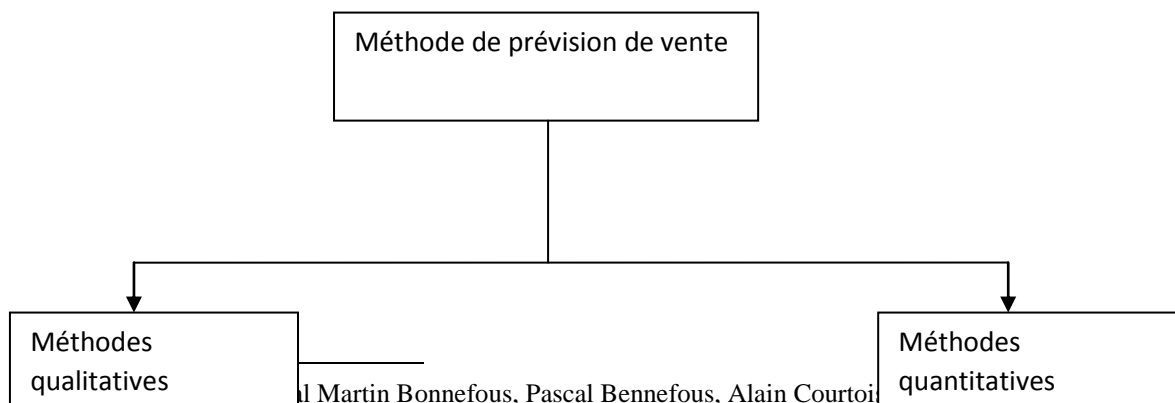 Méthode de prévision de vente
Méthodes
qualitatives
Méthodes
quantitatives
Martin Bonnefous, Pascal Bennefous, Alain